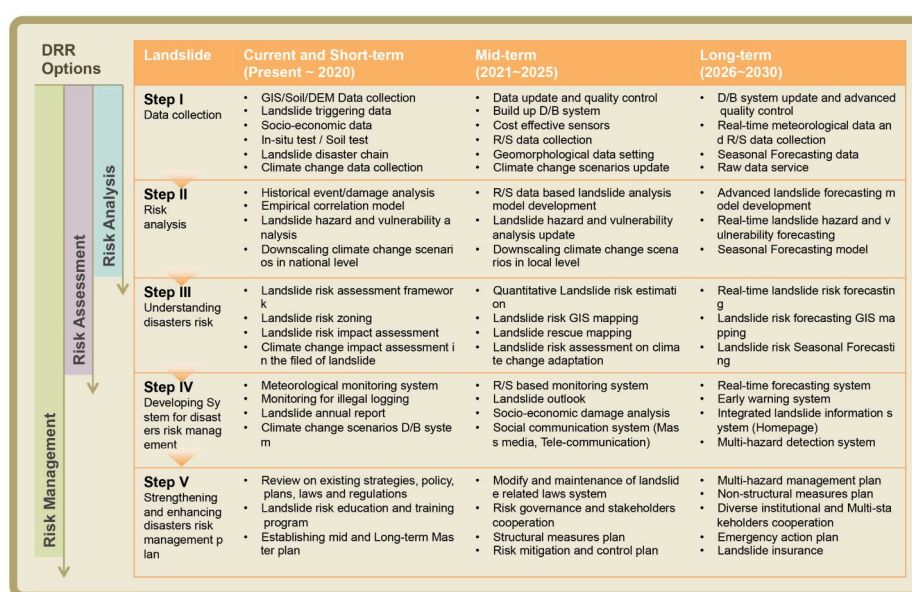 DRR
Options
Risk Management
Risk Assessment
Risk Analysis
Landslide
Current and Short-term
(Present ~ 2020)
Mid-term
(2021~2025)
Long-term
(2026~2030)
Step I
Data collection
• GIS/Soil/DEM Data collection
• Landslide triggering data
• Socio-economic data
• In-situ test / Soil test
• Landslide disaster chain
• Climate change data collection
• Data update and quality control
• Build up D/B system
• Cost effective sensors
• R/S data collection
• Geomorphological data setting
• Climate change scenarios update
• D/B system update and advanced
quality control
• Real-time meteorological data an
d R/S data collection
• Seasonal Forecasting data
• Raw data service
Step II
Risk
analysis
• Historical event/damage analysis
• Empirical correlation model
• Landslide hazard and vulnerability a
nalysis
• Downscaling climate change scenari
os in national level
• R/S data based landslide analysis
model development
• Landslide hazard and vulnerability
analysis update
• Downscaling climate change scena
rios in local level
• Advanced landslide forecasting m
odel development
• Real-time landslide hazard and v
ulnerability forecasting
• Seasonal Forecasting model
Step III
Understanding
disasters risk
• Landslide risk assessment framewor
k
• Landslide risk zoning
• Landslide risk impact assessment
• Climate change impact assessment i
n the filed of landslide
• Quantitative Landslide risk estimati
on
• Landslide risk GIS mapping
• Landslide rescue mapping
• Landslide risk assessment on clima
te change adaptation
• Real-time landslide risk forecastin
g
• Landslide risk forecasting GIS ma
pping
• Landslide risk Seasonal Forecasti
ng
Step IV
Developing Sy
stem for disast
ers risk manag
ement
• Meteorological monitoring system
• Monitoring for illegal logging
• Landslide annual report
• Climate change scenarios D/B syste
m
• R/S based monitoring system
• Landslide outlook
• Socio-economic damage analysis
• Social communication system (Mas
s media, Tele-communication)
• Real-time forecasting system
• Early warning system
• Integrated landslide information s
ystem (Homepage)
• Multi-hazard detection system
Step V
Strengthening
and enhancing
disasters risk
management p
lan
• Review on existing strategies, policy,
plans, laws and regulations
• Landslide risk education and training
program
• Establishing mid and Long-term Mas
ter plan
• Modify and maintenance of landslid
e related laws system
• Risk governance and stakeholders
cooperation
• Structural measures plan
• Risk mitigation and control plan
• Multi-hazard management plan
• Non-structural measures plan
• Diverse institutional and Multi-sta
keholders cooperation
• Emergency action plan
• Landslide insurance